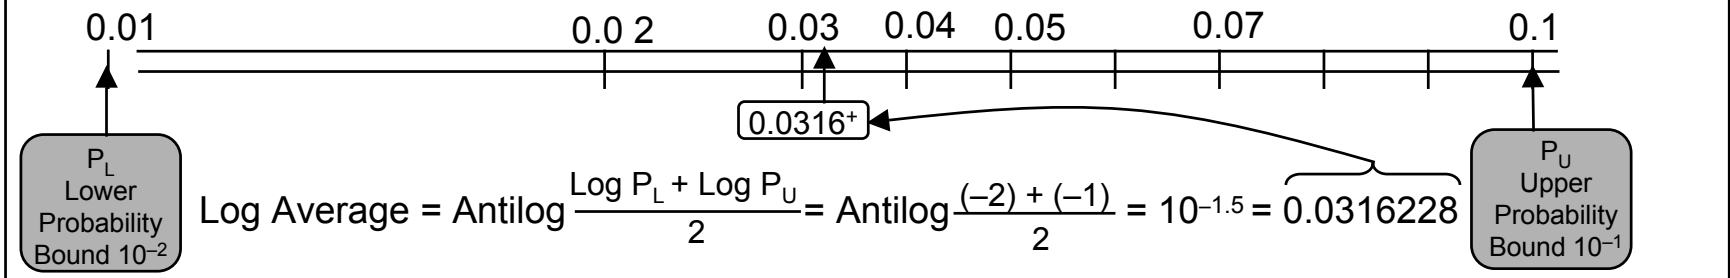 0.01 0.0 2 0.03 0.04 0.05 0.07 0.1
0.0316+
P_L
Lower
Probability
Bound 10^–2
Log Average = Antilog (Log P_L + Log P_U)/2 = Antilog ((–2) + (–1))/2 = 10^–1.5 = 0.0316228
P_U
Upper
Probability
Bound 10^–1